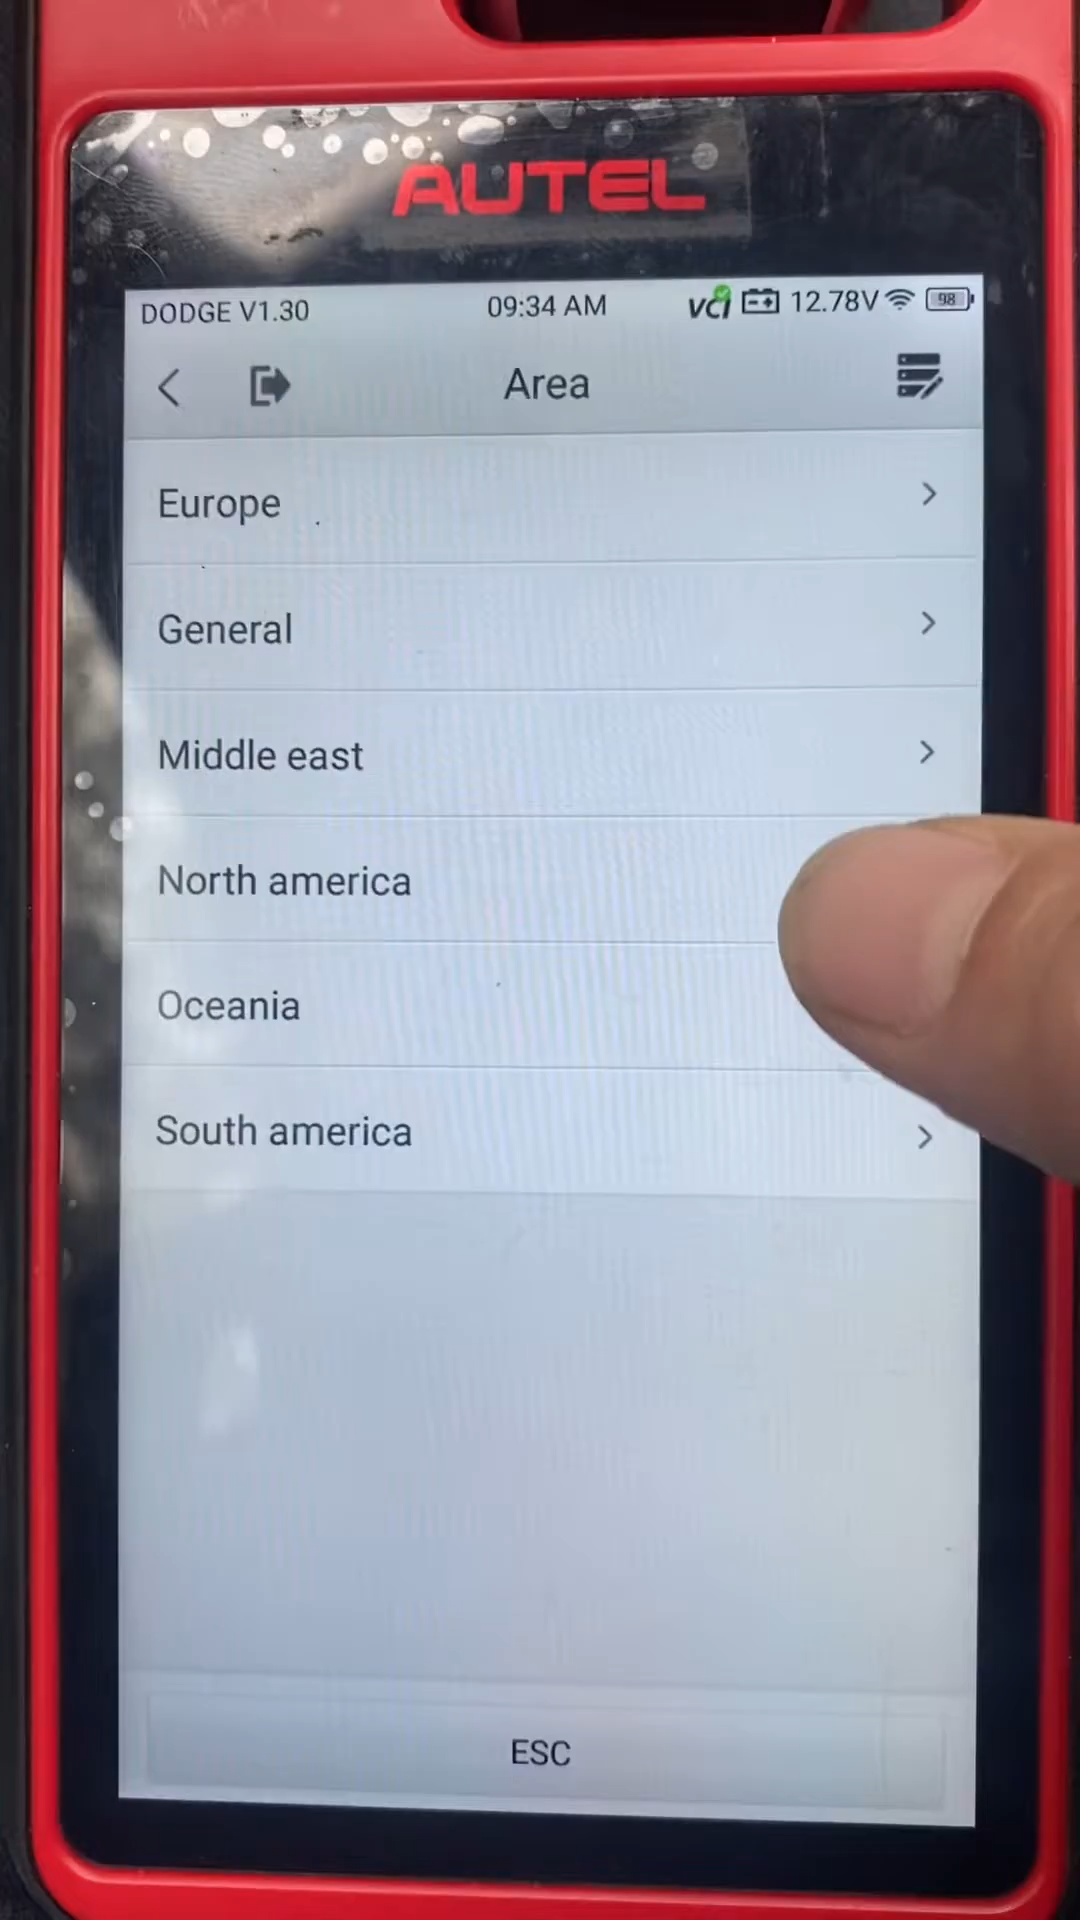 AUTEL
DODGE V1.30 09:34 AM VCI 12.78V 98
Area
Europe
General
Middle east
North america
Oceania
South america
ESC